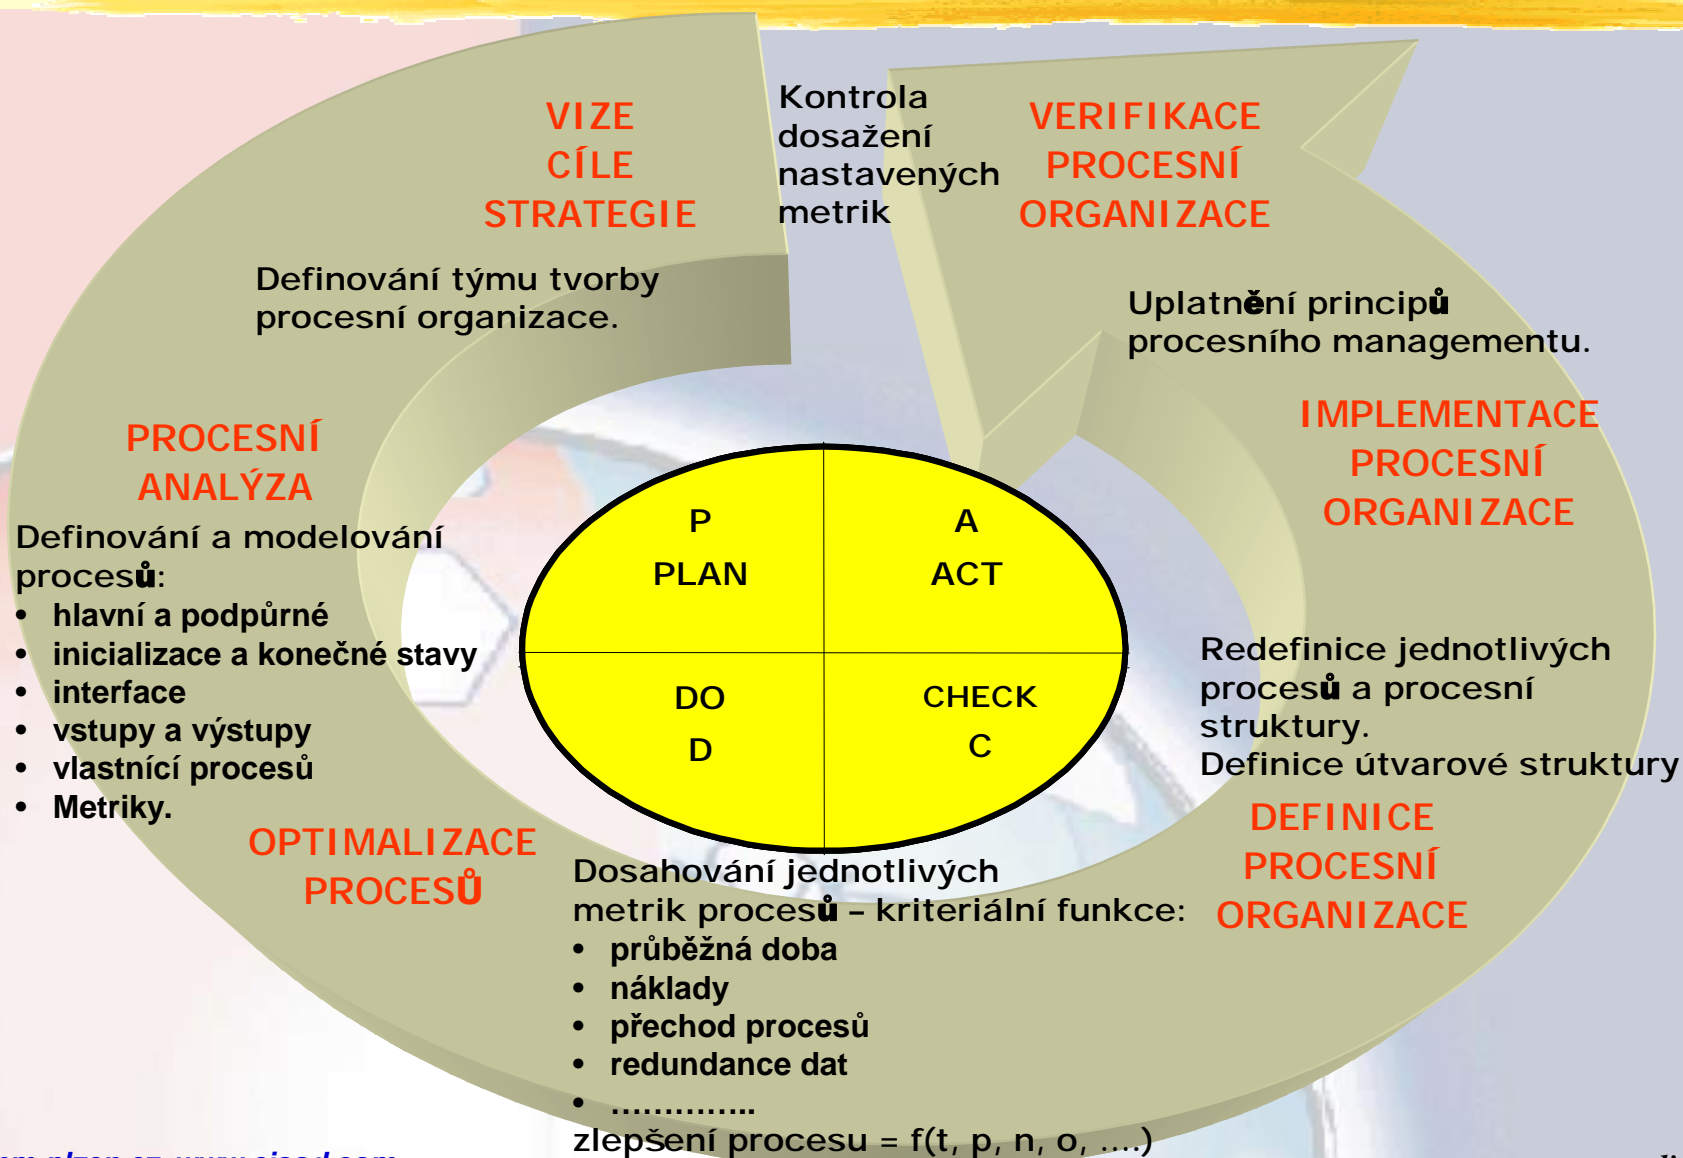 VIZE
CÍLE
STRATEGIE
Definování týmu tvorby
procesní organizace.
Kontrola
dosažení
nastavených
metrik
VERIFIKACE
PROCESNÍ
ORGANIZACE
Uplatnění principů
procesního managementu.
IMPLEMENTACE
PROCESNÍ
ORGANIZACE
PROCESNÍ
ANALÝZA
Definování a modelování
procesů:
• hlavní a podpůrné
• inicializace a konečné stavy
• interface
• vstupy a výstupy
• vlastnící procesů
• Metriky.
P
PLAN
A
ACT
DO
D
CHECK
C
Redefinice jednotlivých
procesů a procesní
struktury.
Definice útvarové struktury
DEFINICE
PROCESNÍ
ORGANIZACE
OPTIMALIZACE
PROCESŮ
Dosahování jednotlivých
metrik procesů – kriteriální funkce:
• průběžná doba
• náklady
• přechod procesů
• redundance dat
• …………..
zlepšení procesu = f(t, p, n, o, ....)